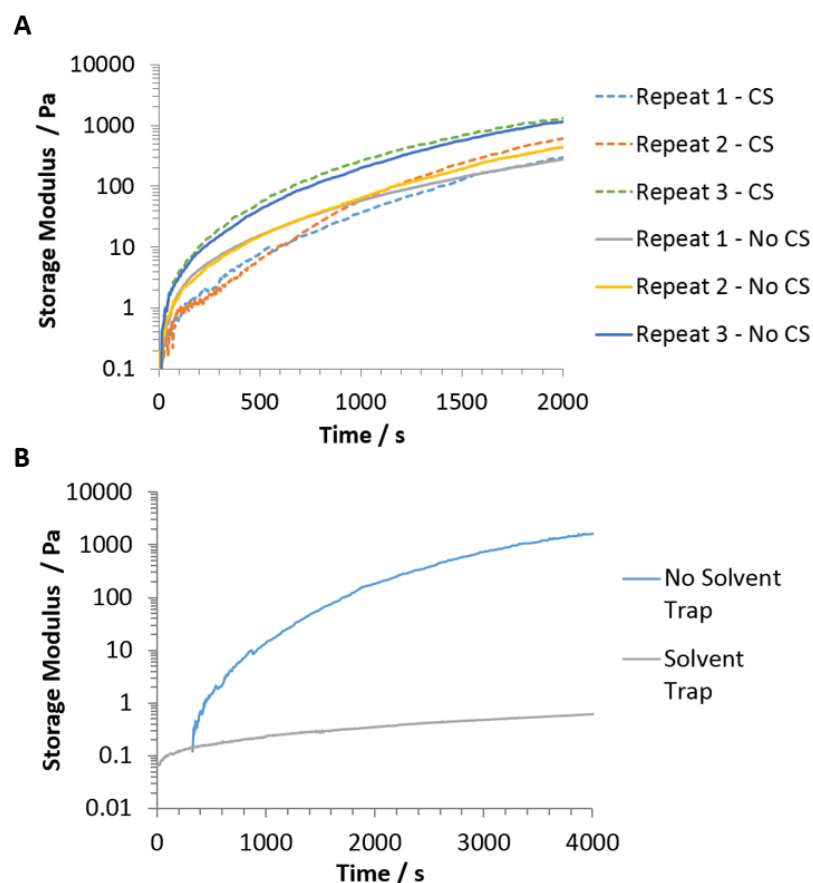 A
Storage Modulus / Pa
10000
1000
100
10
1
0.1
0
500
1000
1500
2000
Time / s
Repeat 1 - CS
Repeat 2 - CS
Repeat 3 - CS
Repeat 1 - No CS
Repeat 2 - No CS
Repeat 3 - No CS
B
Storage Modulus / Pa
10000
1000
100
10
1
0.1
0.01
0
1000
2000
3000
4000
Time / s
No Solvent
Trap
Solvent
Trap